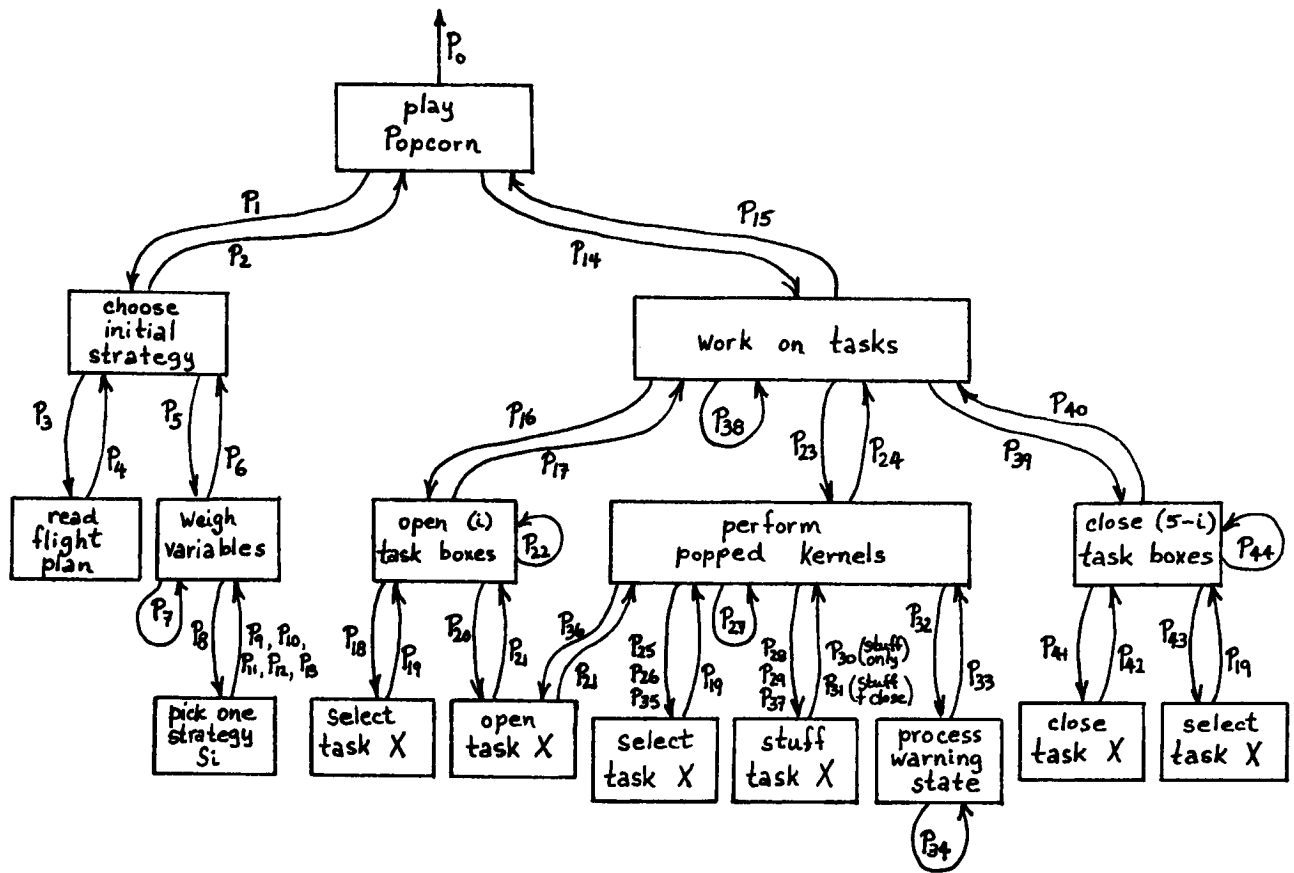 P0
play
Popcorn
P1
P2
P14
P15
choose
initial
strategy
work on tasks
P3
P4
P5
P6
P16
P17
P38
P23
P24
P39
P40
read
flight
plan
weigh
variables
open (i)
task boxes
P22
perform
popped kernels
close (5-i)
task boxes
P44
P7
P8
P9, P10,
P11, P12, P13
P18
P19
P20
P21
P36
P21
P25
P26
P35
P19
P27
P28
P29
P37
P30 (stuff only)
P31 (stuff + close)
P32
P33
P41
P42
P43
P19
pick one
strategy
Si
select
task X
open
task X
select
task X
stuff
task X
process
warning
state
close
task X
select
task X
P34